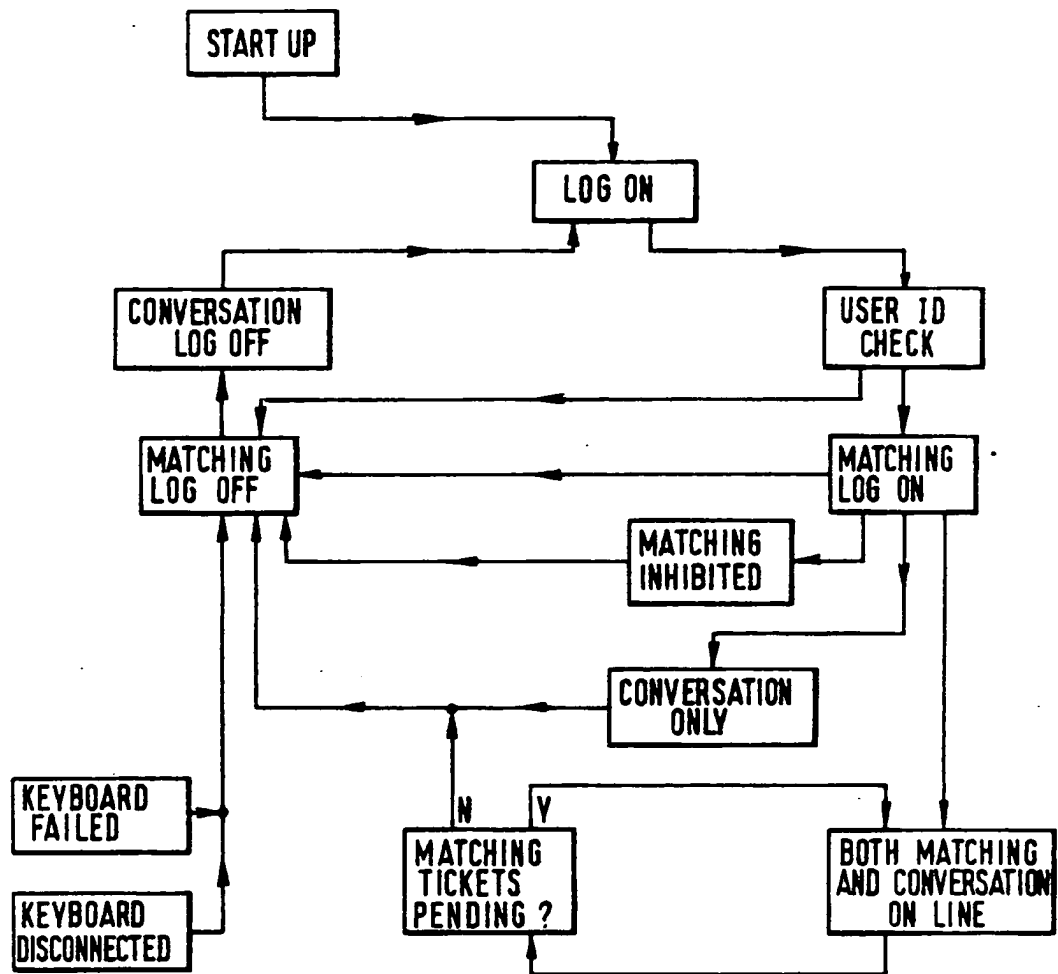 START UP
LOG ON
CONVERSATION
LOG OFF
USER ID
CHECK
MATCHING
LOG OFF
MATCHING
LOG ON
MATCHING
INHIBITED
CONVERSATION
ONLY
KEYBOARD
FAILED
N
Y
MATCHING
TICKETS
PENDING ?
BOTH MATCHING
AND CONVERSATION
ON LINE
KEYBOARD
DISCONNECTED